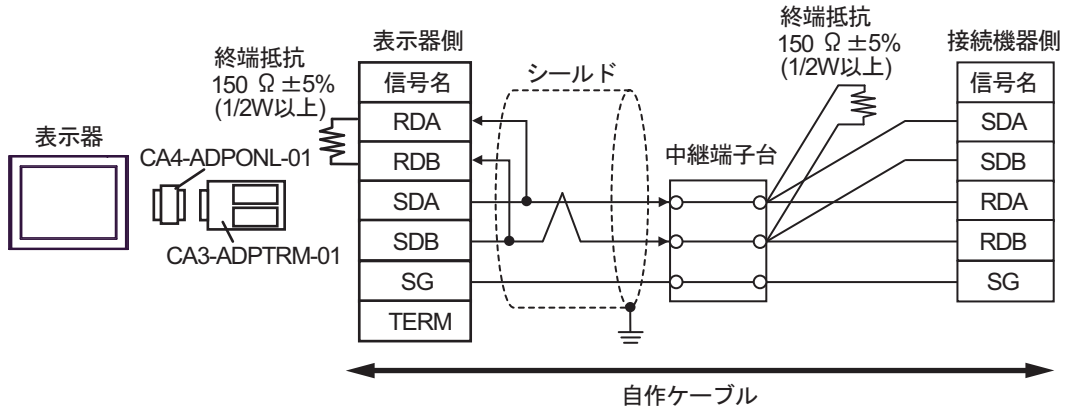 表示器
CA4-ADPONL-01
CA3-ADPTRM-01
終端抵抗
150 Ω ±5%
(1/2W以上)
表示器側
信号名
RDA
RDB
SDA
SDB
SG
TERM
シールド
中継端子台
終端抵抗
150 Ω ±5%
(1/2W以上)
接続機器側
信号名
SDA
SDB
RDA
RDB
SG
自作ケーブル